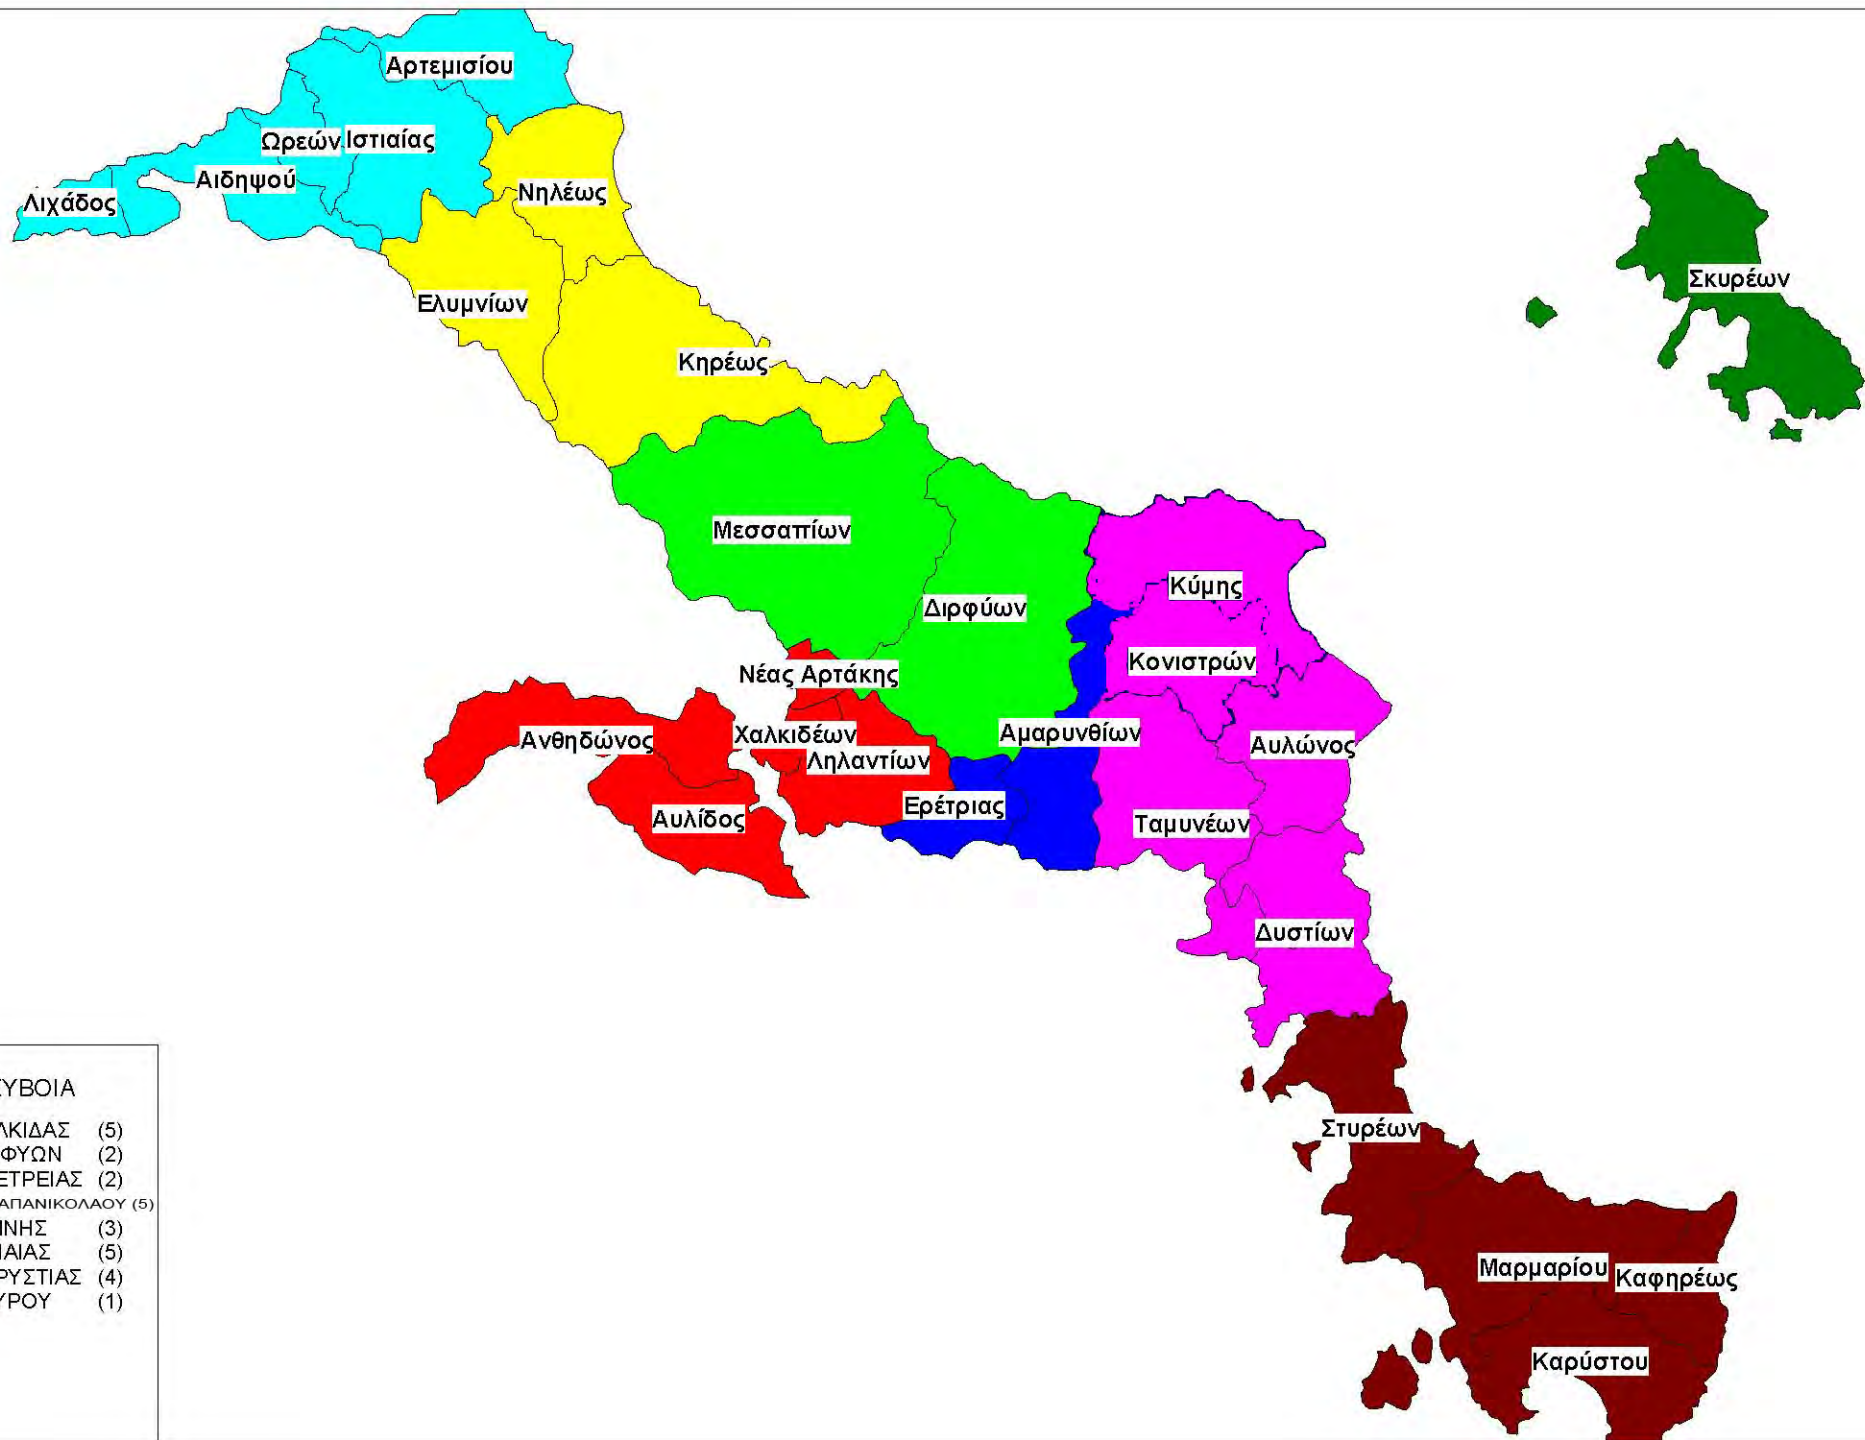 Αρτεμισίου
Ωρεών
Ιστιαίας
Αιδηψού
Λιχάδος
Νηλέως
Σκυρέων
Ελυμνίων
Κηρέως
Μεσσαπίων
Κύμης
Διρφύων
Κονιστρών
Νέας Αρτάκης
Ανθηδώνος
Χαλκιδέων
Αμαρυνθίων
Αυλώνος
Ληλαντίων
Ερέτριας
Αυλίδος
Ταμυνέων
Δυστίων
Στυρέων
Μαρμαρίου
Καφηρέως
Καρύστου
ΥΒΟΙΑ
ΛΚΙΔΑΣ (5)
ΦΥΩΝ (2)
ΕΤΡΕΙΑΣ (2)
ΑΠΑΝΙΚΟΛΑΟΥ (5)
ΝΗΣ (3)
ΑΙΑΣ (5)
ΡΥΣΤΙΑΣ (4)
ΥΡΟΥ (1)